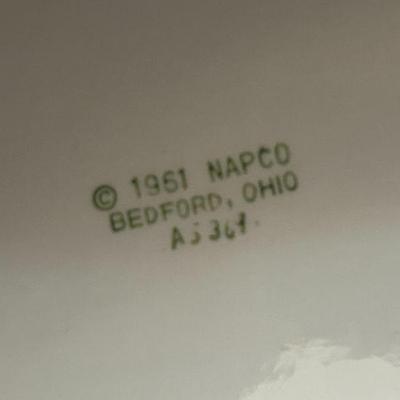 © 1961 NAPCO
BEDFORD, OHIO